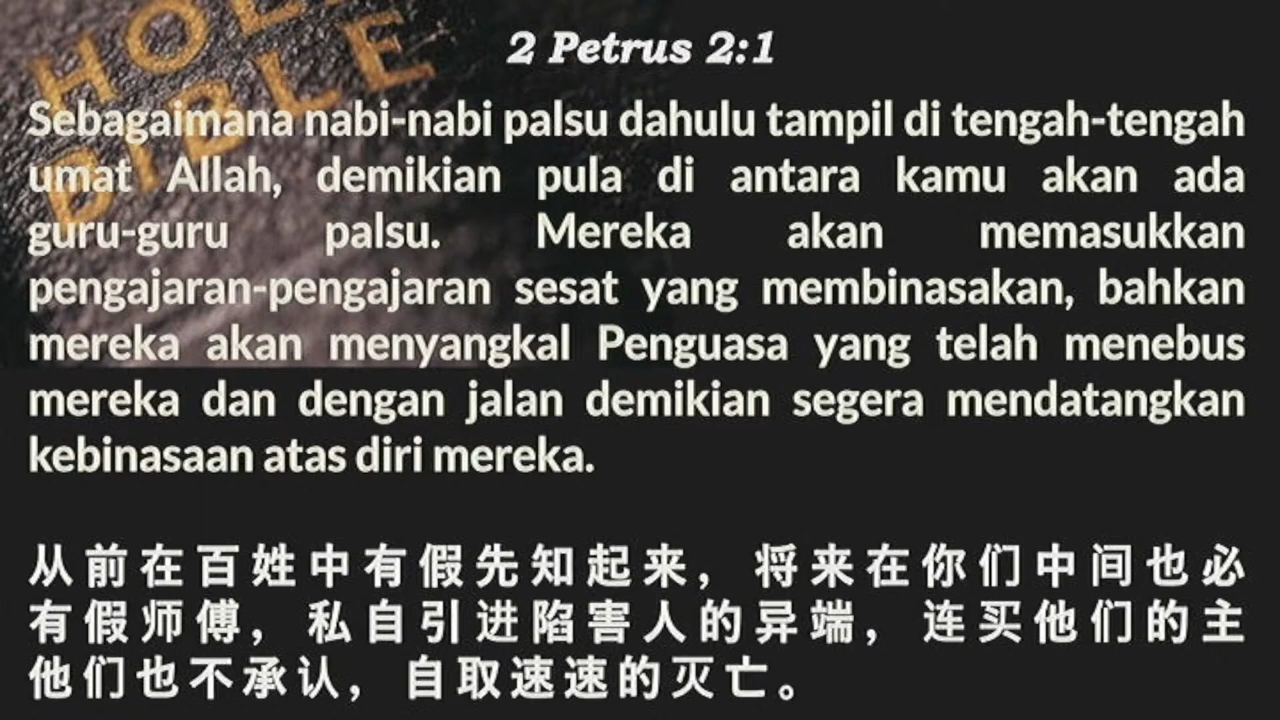 HOLY
BIBLE
2 Petrus 2:1
Sebagaimana nabi-nabi palsu dahulu tampil di tengah-tengah
umat Allah, demikian pula di antara kamu akan ada
guru-guru palsu. Mereka akan memasukkan
pengajaran-pengajaran sesat yang membinasakan, bahkan
mereka akan menyangkal Penguasa yang telah menebus
mereka dan dengan jalan demikian segera mendatangkan
kebinasaan atas diri mereka.
从前在百姓中有假先知起来，将来在你们中间也必
有假师傅，私自引进陷害人的异端，连买他们的主
他们也不承认，自取速速的灭亡。